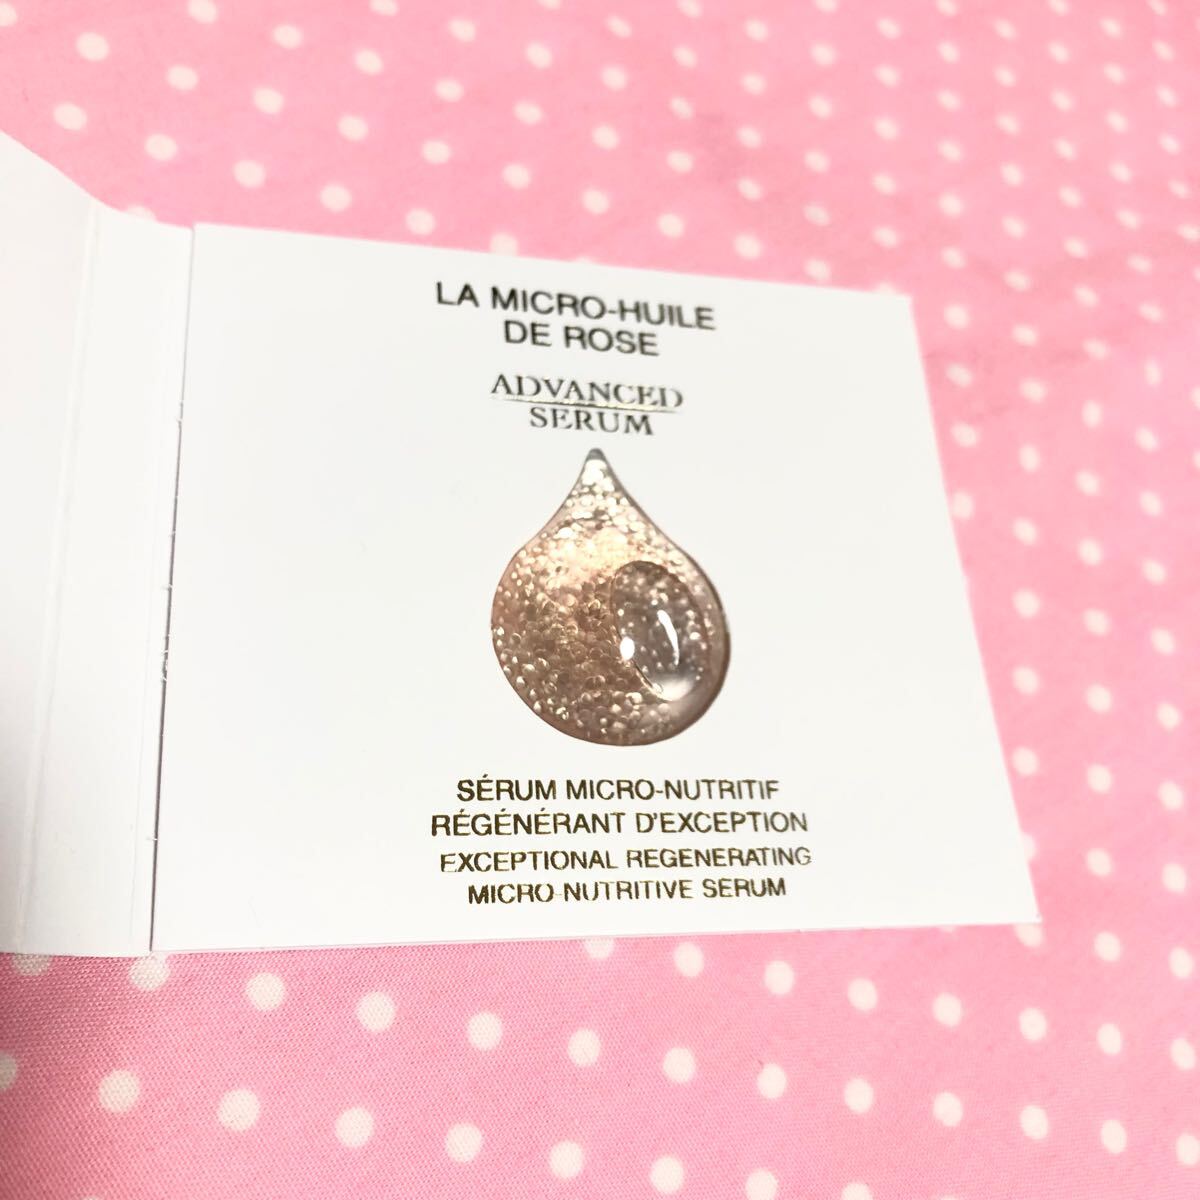 LA MICRO-HUILE
DE ROSE
ADVANCED
SERUM
SÉRUM MICRO-NUTRITIF
RÉGÉNÉRANT D'EXCEPTION
EXCEPTIONAL REGENERATING
MICRO-NUTRITIVE SERUM